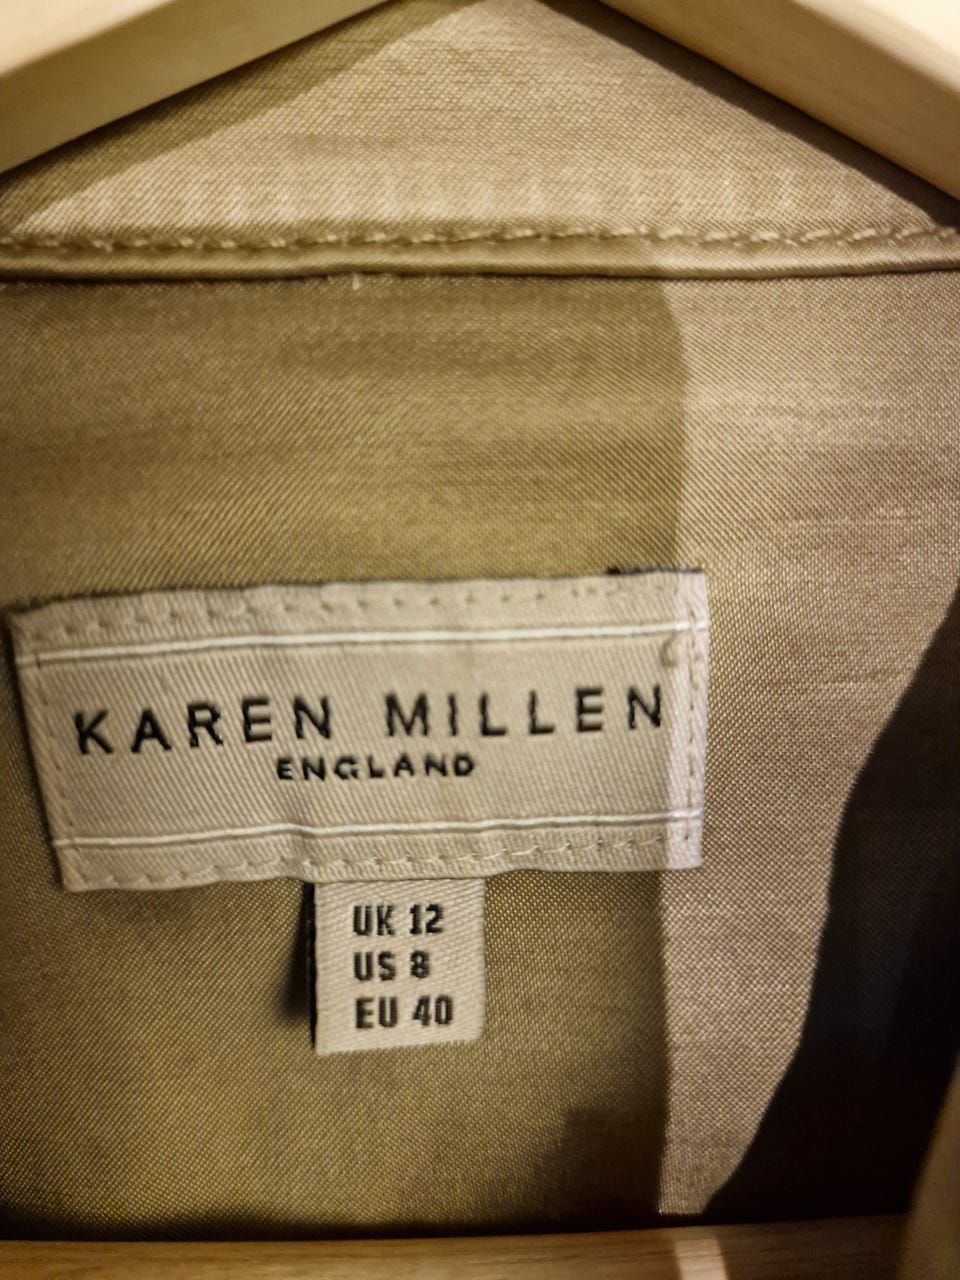 KAREN MILLEN
ENGLAND
UK 12
US 8
EU 40